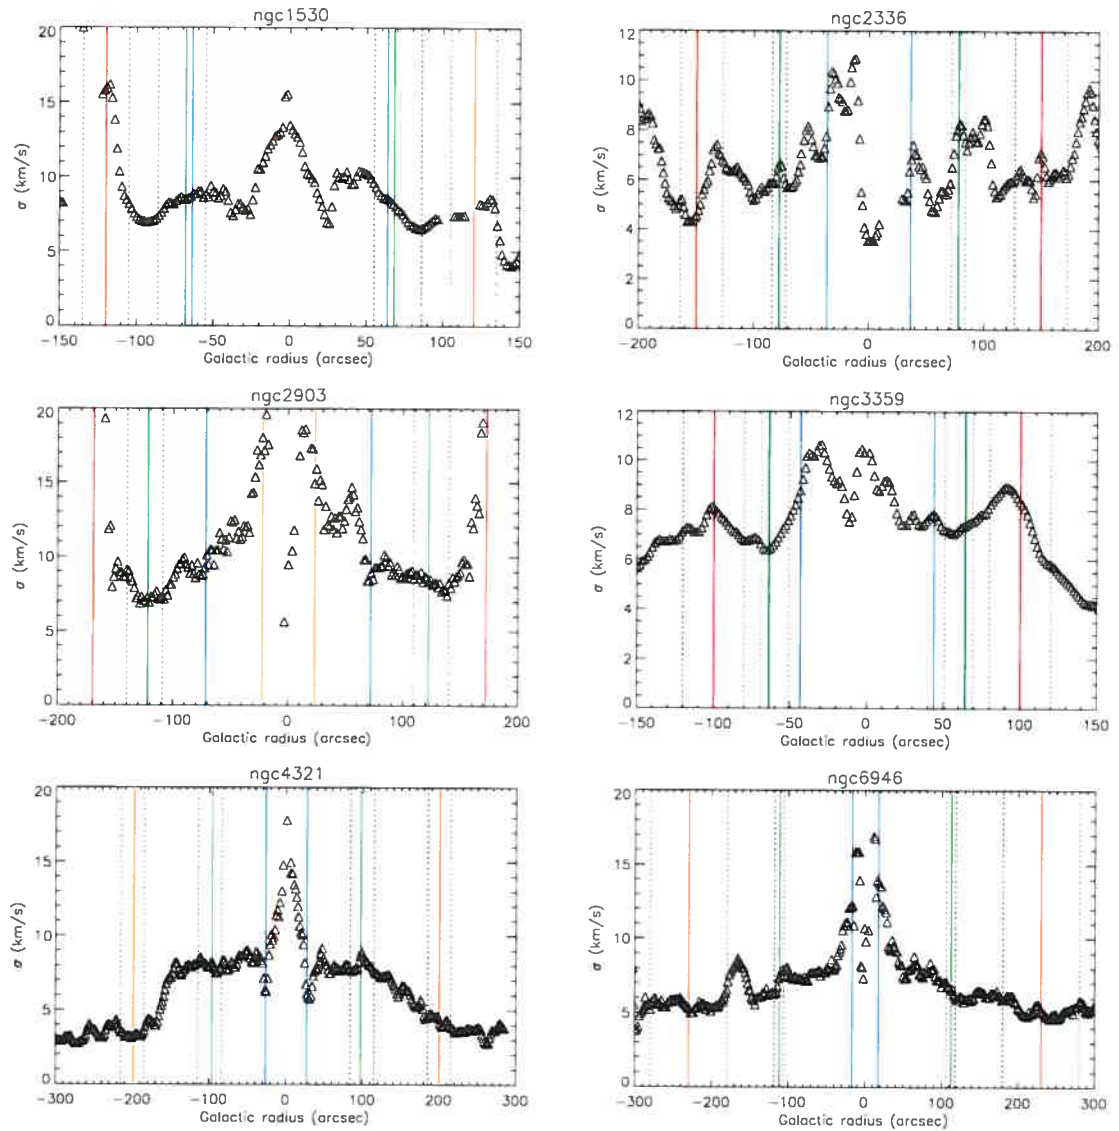 ngc1530
20
15
10
5
0
σ (km/s)
−150 −100 −50 0 50 100 150
Galactic radius (arcsec)
ngc2336
12
10
8
6
4
2
0
σ (km/s)
−200 −100 0 100 200
Galactic radius (arcsec)
ngc2903
20
15
10
5
0
σ (km/s)
−200 −100 0 100 200
Galactic radius (arcsec)
ngc3359
12
10
8
6
4
2
0
σ (km/s)
−150 −100 −50 0 50 100 150
Galactic radius (arcsec)
ngc4321
20
15
10
5
0
σ (km/s)
−300 −200 −100 0 100 200 300
Galactic radius (arcsec)
ngc6946
20
15
10
5
0
σ (km/s)
−300 −200 −100 0 100 200 300
Galactic radius (arcsec)